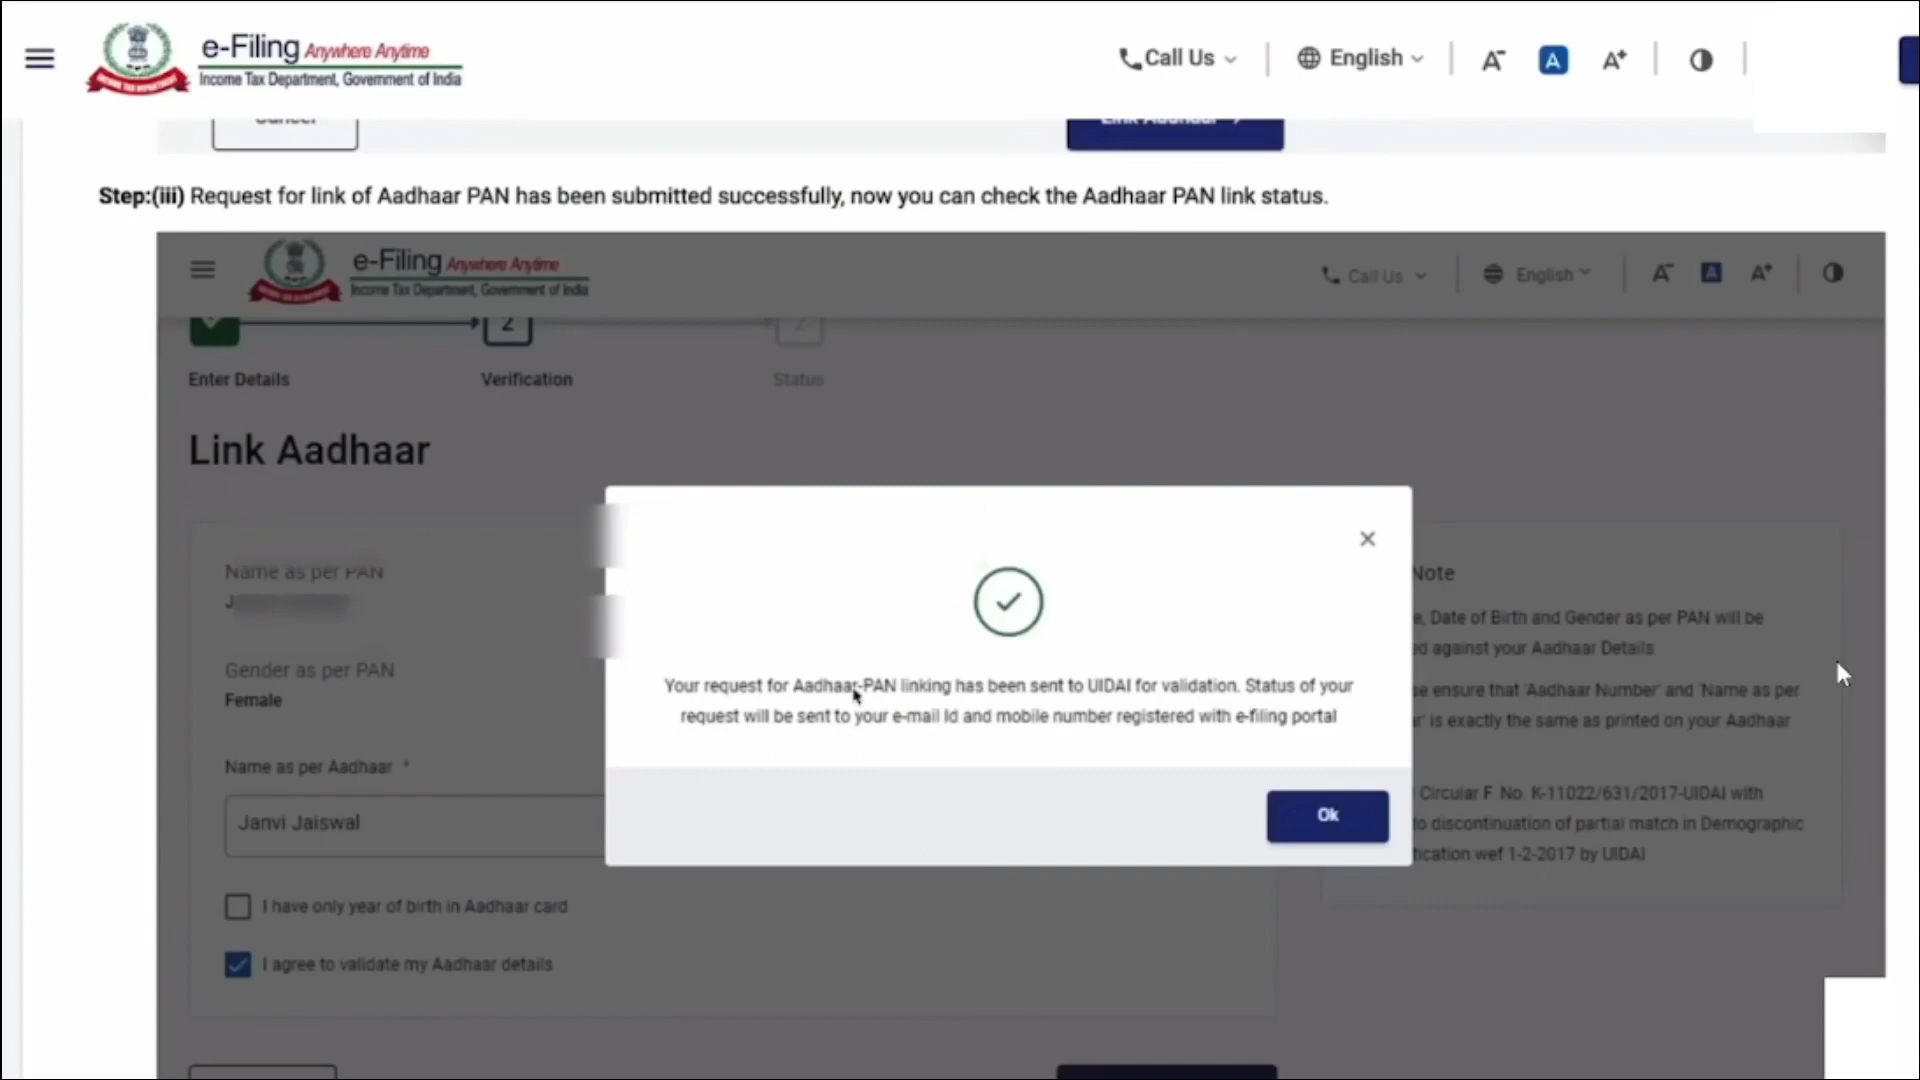 e-Filing Anywhere Anytime
Income Tax Department, Government of India
Call Us
English
A-
A
A+
Cancel
Link Aadhaar
Step:(iii) Request for link of Aadhaar PAN has been submitted successfully, now you can check the Aadhaar PAN link status.
e-Filing Anywhere Anytime
Income Tax Department, Government of India
Call Us
English
A-
A
A+
2
Enter Details
Verification
Status
Link Aadhaar
Name as per PAN
J
Gender as per PAN
Female
Name as per Aadhaar *
Janvi Jaiswal
I have only year of birth in Aadhaar card
I agree to validate my Aadhaar details
Your request for Aadhaar-PAN linking has been sent to UIDAI for validation. Status of your
request will be sent to your e-mail Id and mobile number registered with e-filing portal
Ok
Note
e, Date of Birth and Gender as per PAN will be
ed against your Aadhaar Details
se ensure that 'Aadhaar Number' and 'Name as per
ar' is exactly the same as printed on your Aadhaar
Circular F. No. K-11022/631/2017-UIDAI with
to discontinuation of partial match in Demographic
tication wef 1-2-2017 by UIDAI